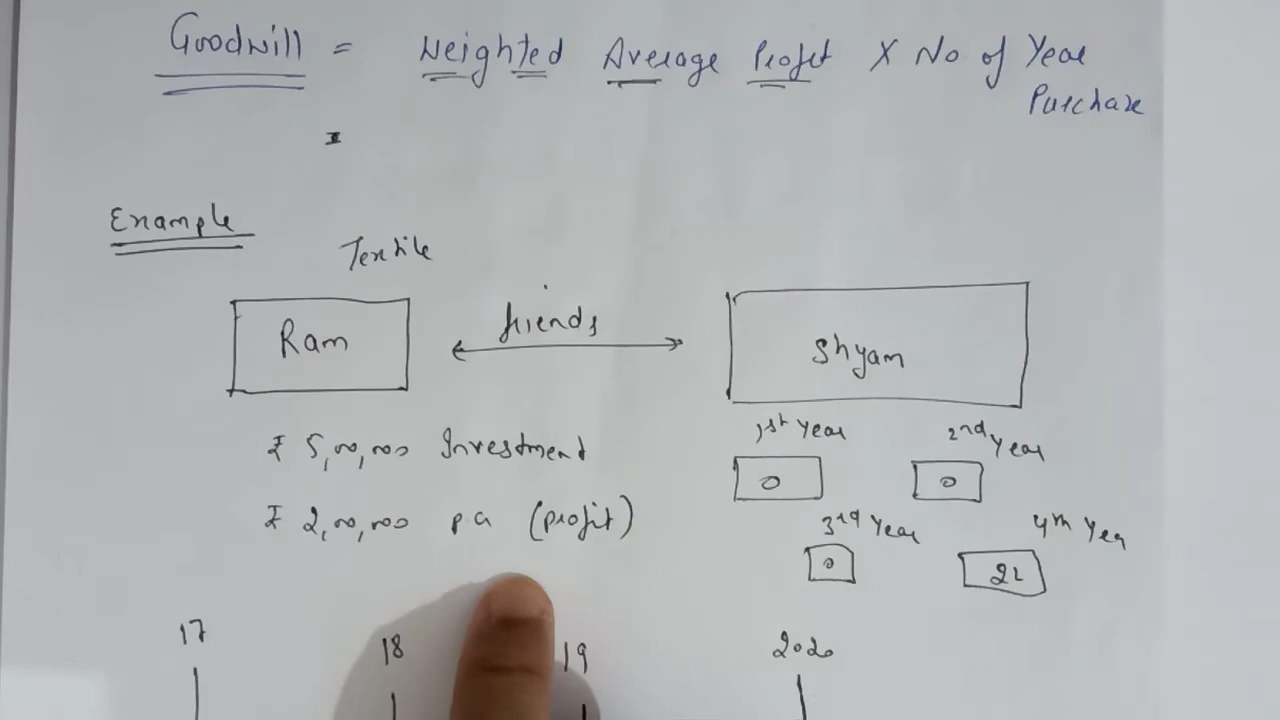 Goodwill = Weighted Average Profit X No of Year
Purchase
Example
Textile
Ram
friends
Shyam
₹ 5,00,000 Investment
₹ 2,00,000 pa (profit)
1st Year
2nd Year
0
0
3rd Year
4th Year
0
2L
17
18
19
2020